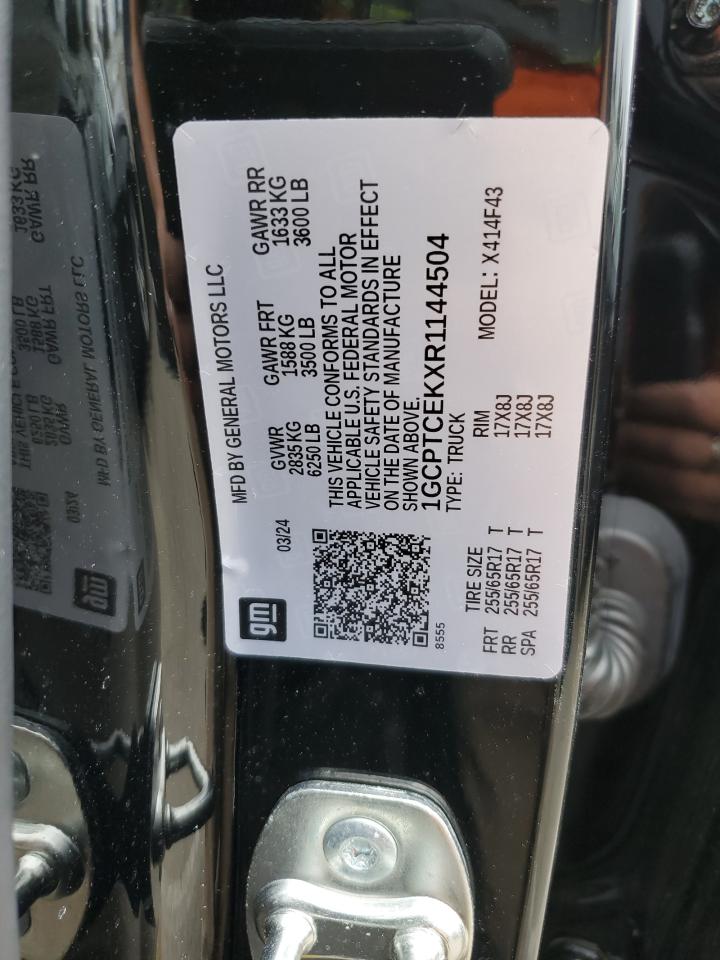 gm
MFD BY GENERAL MOTORS LLC
03/24
GVWR GAWR FRT GAWR RR
2835KG 1588 KG 1633 KG
6250 LB 3500 LB 3600 LB
THIS VEHICLE CONFORMS TO ALL
APPLICABLE U.S. FEDERAL MOTOR
VEHICLE SAFETY STANDARDS IN EFFECT
ON THE DATE OF MANUFACTURE
SHOWN ABOVE.
1GCPTCEKXR1144504
8555
TYPE: TRUCK MODEL: X414F43
TIRE SIZE RIM
FRT 255/65R17 T 17X8J
RR 255/65R17 T 17X8J
SPA 255/65R17 T 17X8J